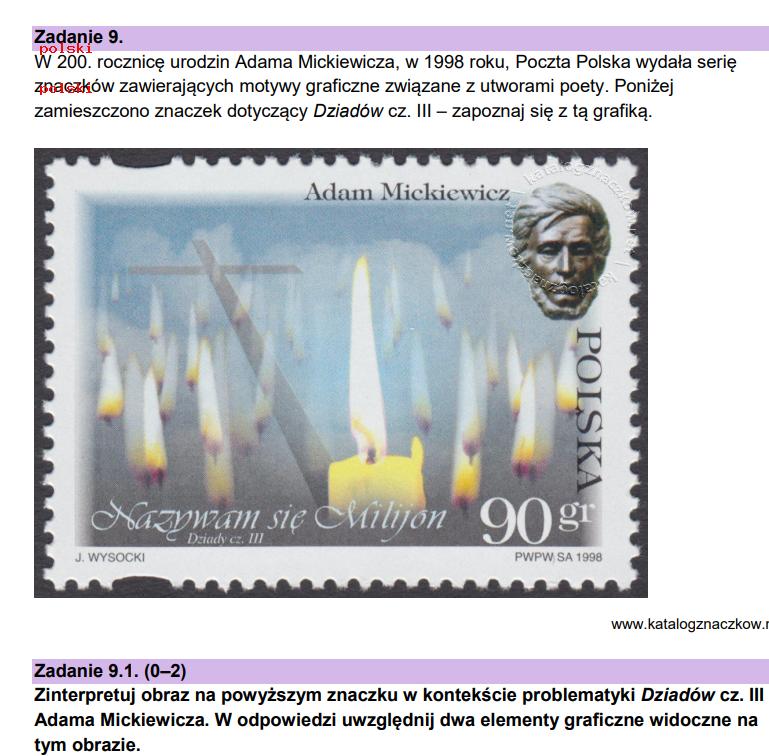 Zadanie 9.
polski
W 200. rocznicę urodzin Adama Mickiewicza, w 1998 roku, Poczta Polska wydała serię
znaczków zawierających motywy graficzne związane z utworami poety. Poniżej
polski
zamieszczono znaczek dotyczący Dziadów cz. III – zapoznaj się z tą grafiką.
Adam Mickiewicz
POLSKA
Nazywam się Milijon
Dziady cz. III
90 gr
J. WYSOCKI
PWPW SA 1998
www.katalogznaczkow.
Zadanie 9.1. (0–2)
Zinterpretuj obraz na powyższym znaczku w kontekście problematyki Dziadów cz. III
Adama Mickiewicza. W odpowiedzi uwzględnij dwa elementy graficzne widoczne na
tym obrazie.